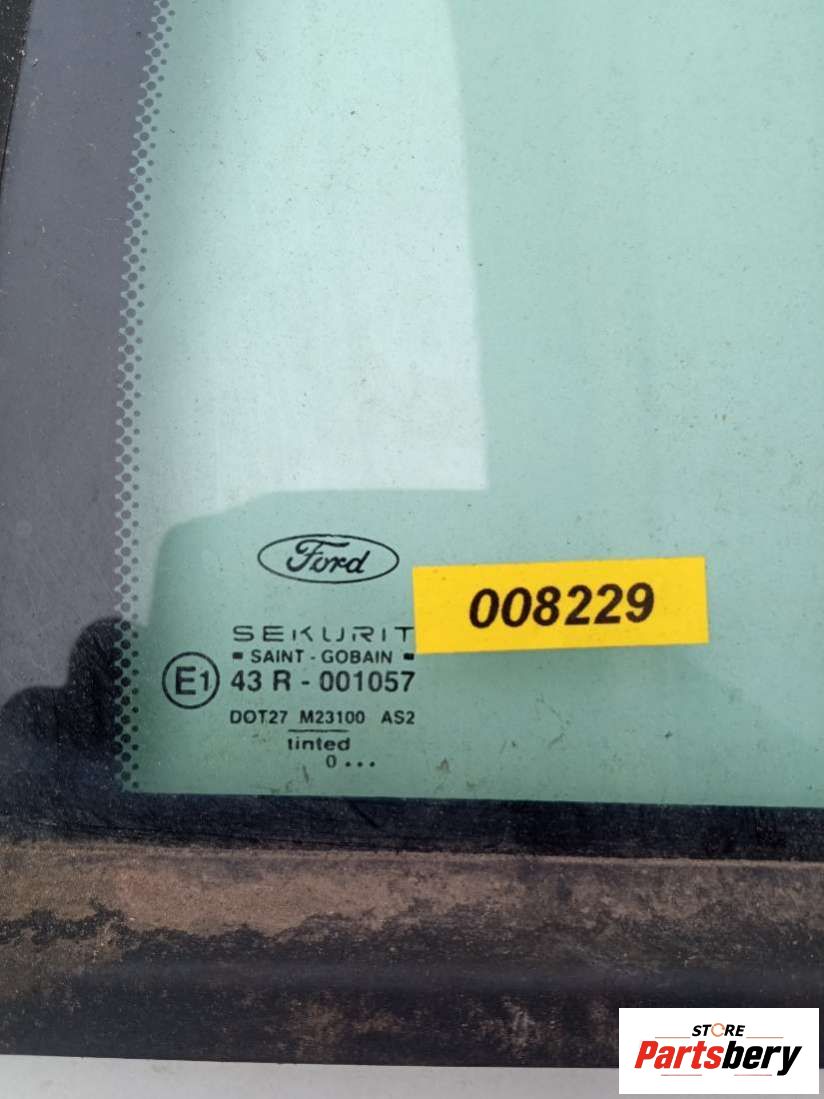 Ford
008229
SEKURIT
SAINT - GOBAIN
E1 43 R - 001057
DOT27 M23100 AS2
tinted
0...
STORE
Partsbery